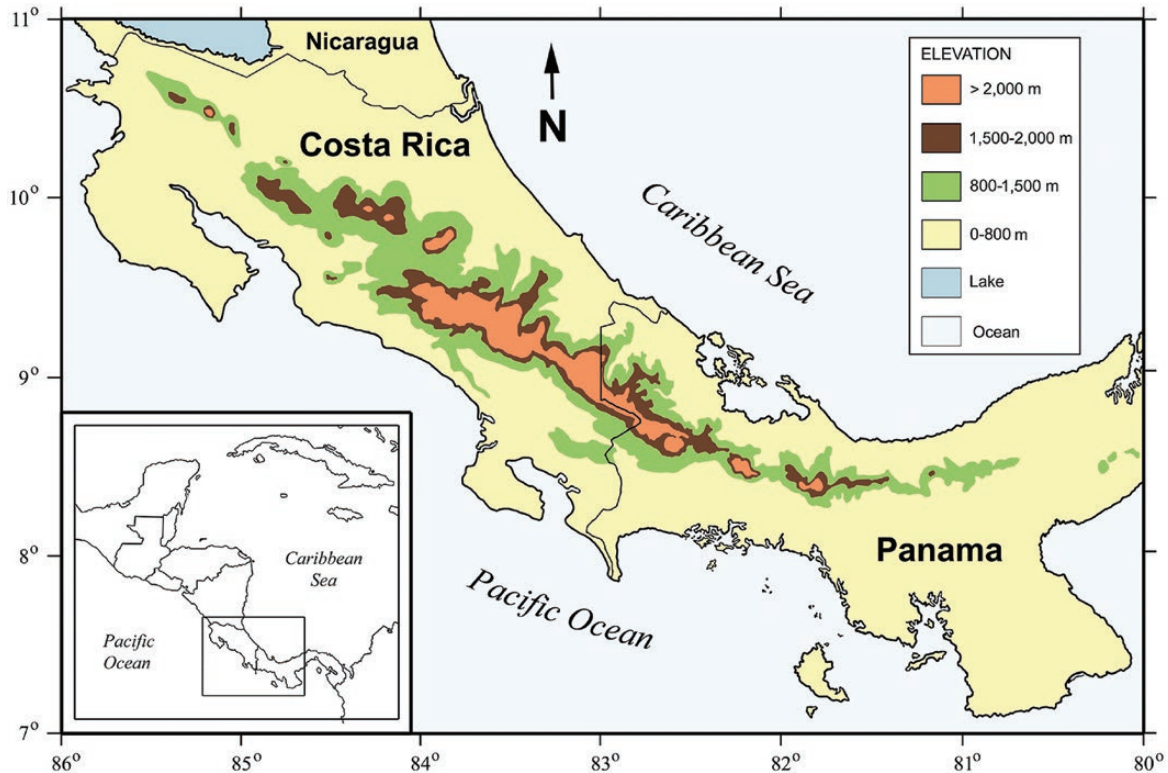 11°
10°
9°
8°
7°
86°
85°
84°
83°
82°
81°
80°
Nicaragua
Costa Rica
N
Caribbean Sea
Panama
Pacific Ocean
ELEVATION
> 2,000 m
1,500-2,000 m
800-1,500 m
0-800 m
Lake
Ocean
Caribbean
Sea
Pacific
Ocean